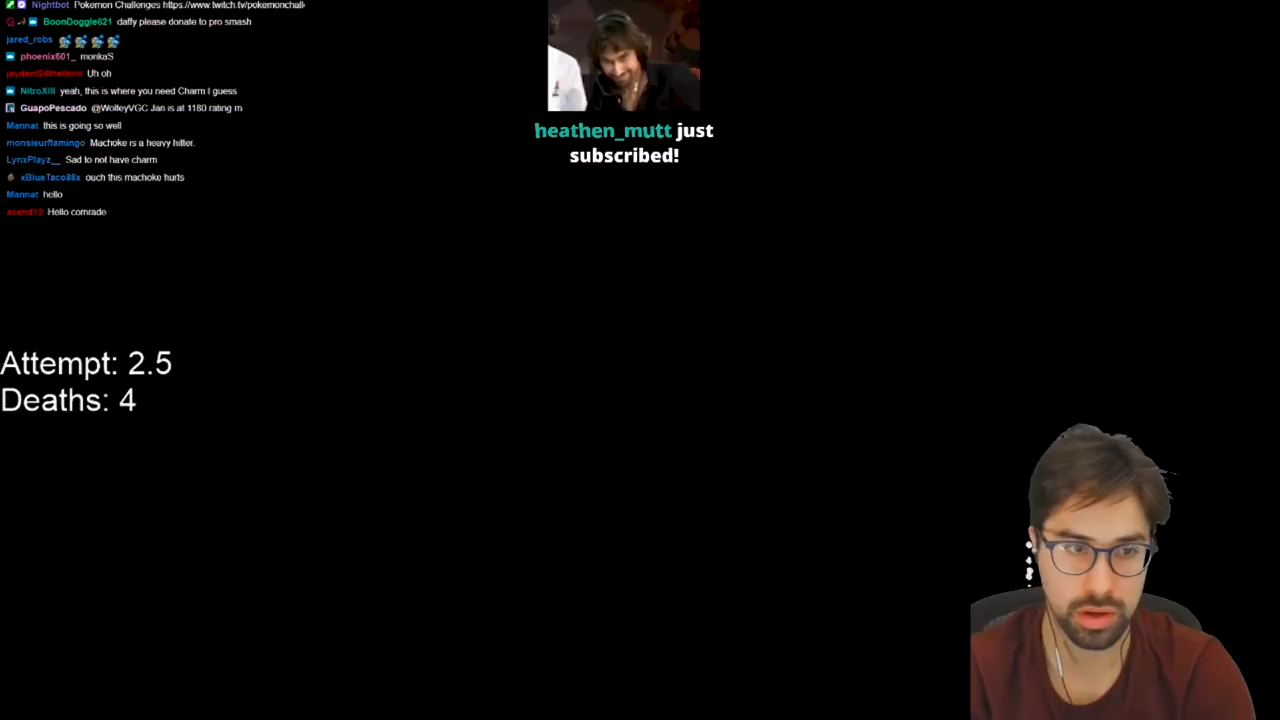 Nightbot Pokemon Challenges https://www.twitch.tv/pokemonchall
BoonDoggle621 daffy please donate to pro smash
jared_robs
phoenix601_ monkaS
Uh oh
NitroXIII yeah, this is where you need Charm I guess
GuapoPescado @WolleyVGC Jan is at 1180 rating rn
Mannat this is going so well
monsieurflamingo Machoke is a heavy hitter.
LynxPlayz__ Sad to not have charm
xBlueTaco88x ouch this machoke hurts
Mannat hello
asend12 Hello comrade
heathen_mutt just
subscribed!
Attempt: 2.5
Deaths: 4